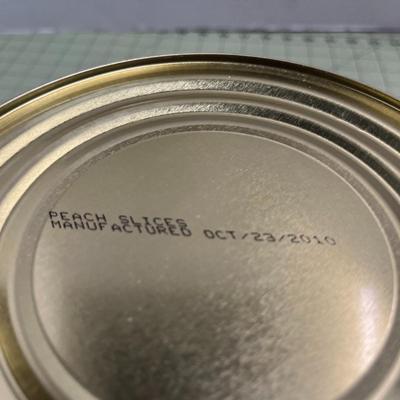 PEACH SLICES
MANUFACTURED OCT/23/2010